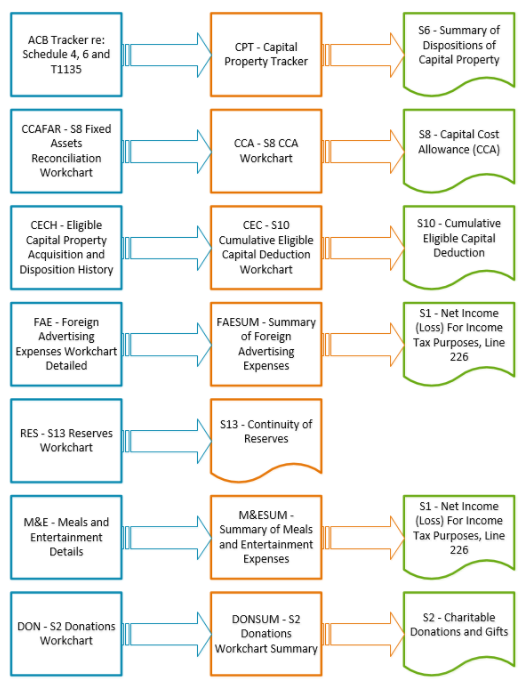 ACB Tracker re:
Schedule 4, 6 and
T1135
CPT - Capital
Property Tracker
S6 - Summary of
Dispositions of
Capital Property
CCAFAR - S8 Fixed
Assets
Reconciliation
Workchart
CCA - S8 CCA
Workchart
S8 - Capital Cost
Allowance (CCA)
CECH - Eligible
Capital Property
Acquisition and
Disposition History
CEC - S10
Cumulative Eligible
Capital Deduction
Workchart
S10 - Cumulative
Eligible Capital
Deduction
FAE - Foreign
Advertising
Expenses Workchart
Detailed
FAESUM - Summary
of Foreign
Advertising
Expenses
S1 - Net Income
(Loss) For Income
Tax Purposes, Line
226
RES - S13 Reserves
Workchart
S13 - Continuity of
Reserves
M&E - Meals and
Entertainment
Details
M&ESUM -
Summary of Meals
and Entertainment
Expenses
S1 - Net Income
(Loss) For Income
Tax Purposes, Line
226
DON - S2 Donations
Workchart
DONSUM - S2
Donations
Workchart Summary
S2 - Charitable
Donations and Gifts